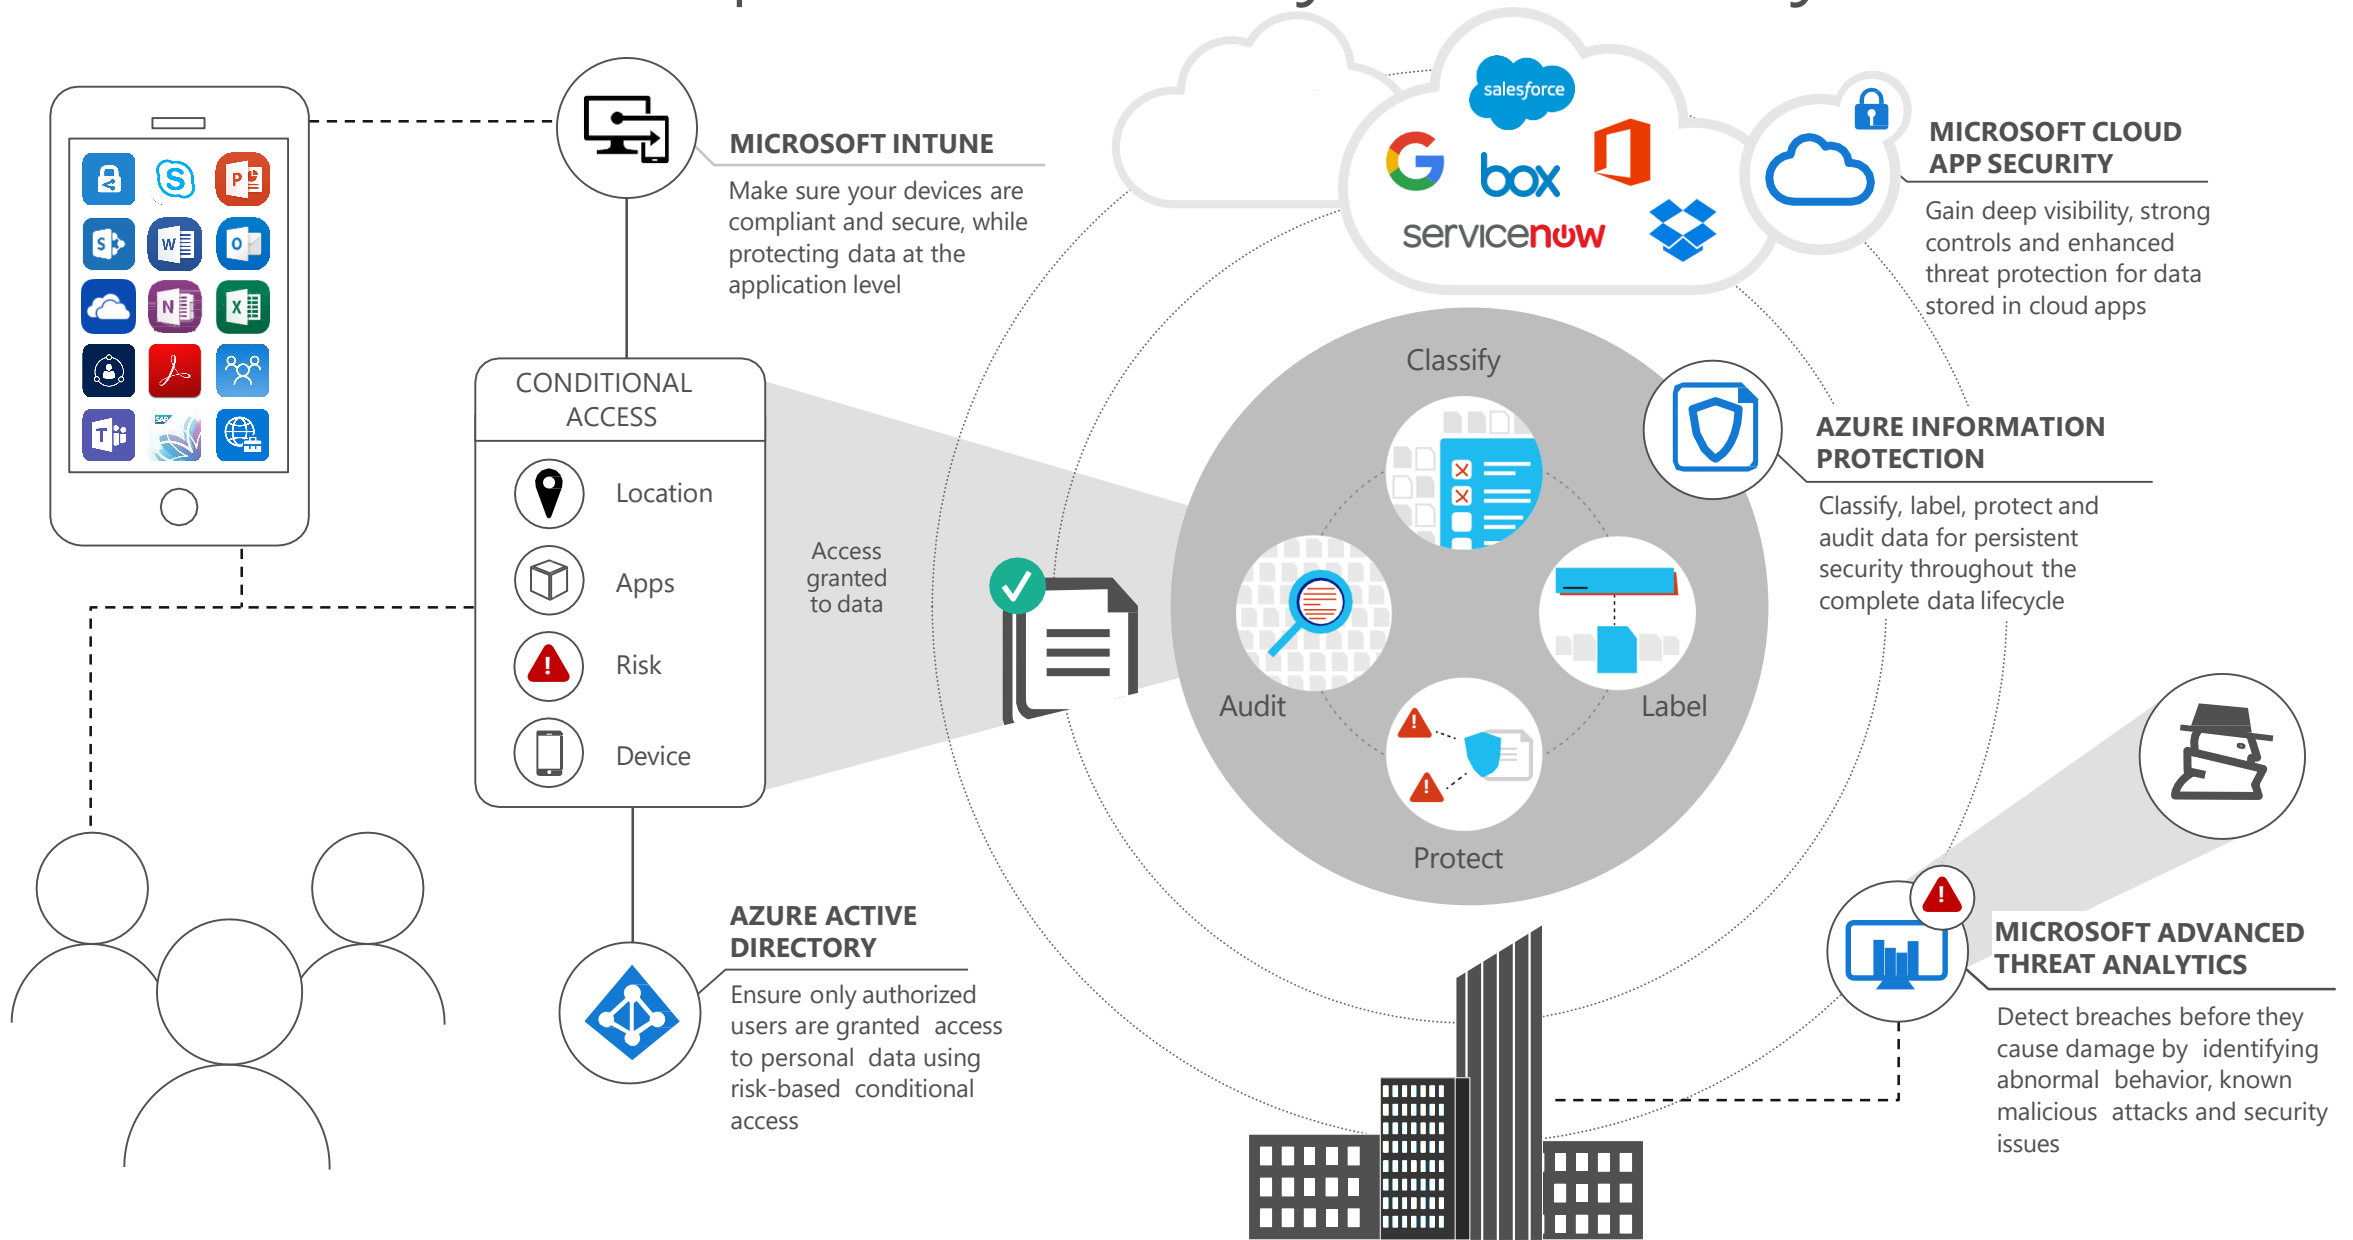 MICROSOFT INTUNE
Make sure your devices are
compliant and secure, while
protecting data at the
application level
CONDITIONAL
ACCESS
Location
Apps
Risk
Device
Access
granted
to data
AZURE ACTIVE
DIRECTORY
Ensure only authorized
users are granted access
to personal data using
risk-based conditional
access
salesforce
G
box
servicenow
MICROSOFT CLOUD
APP SECURITY
Gain deep visibility, strong
controls and enhanced
threat protection for data
stored in cloud apps
Classify
Audit
Label
Protect
AZURE INFORMATION
PROTECTION
Classify, label, protect and
audit data for persistent
security throughout the
complete data lifecycle
MICROSOFT ADVANCED
THREAT ANALYTICS
Detect breaches before they
cause damage by identifying
abnormal behavior, known
malicious attacks and security
issues
S
P
S
W
O
N
X
T
SAP